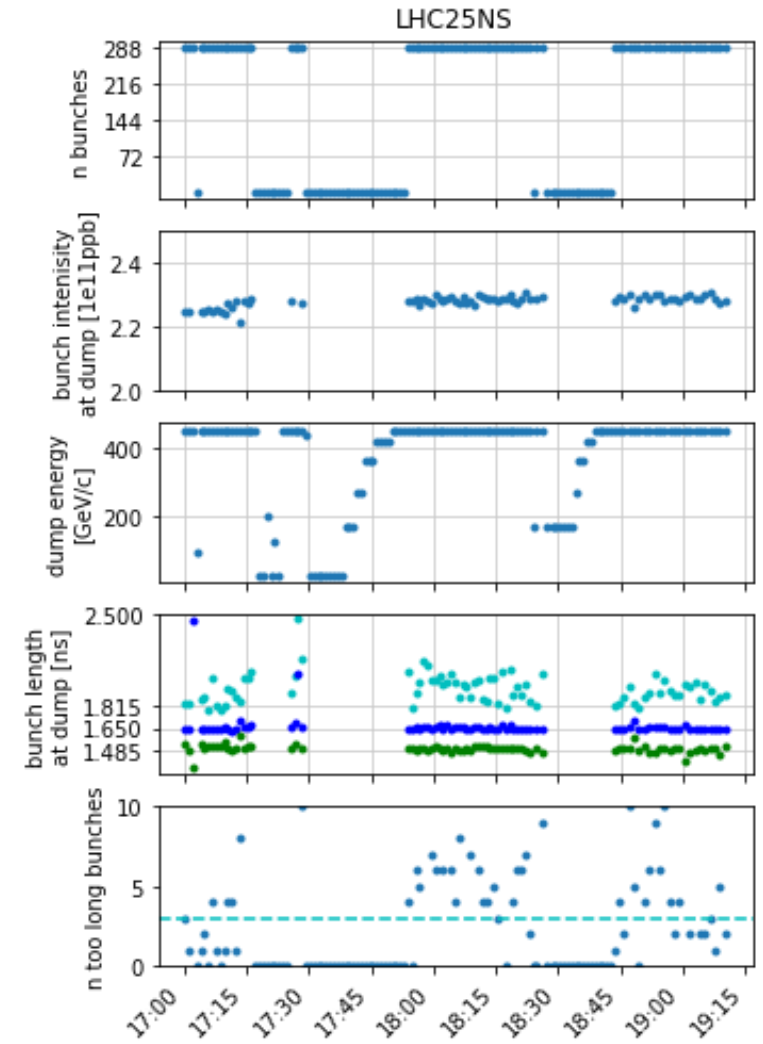 LHC25NS
n bunches
288
216
144
72
bunch intenisity
at dump [1e11ppb]
2.4
2.2
2.0
dump energy
[GeV/c]
400
200
bunch length
at dump [ns]
2.500
1.815
1.650
1.485
n too long bunches
10
5
0
17:00
17:15
17:30
17:45
18:00
18:15
18:30
18:45
19:00
19:15